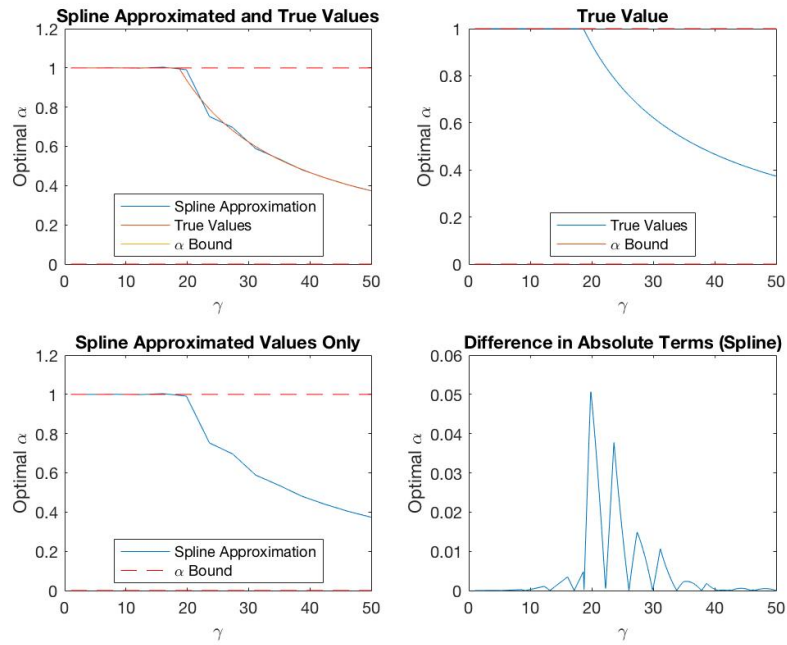 Spline Approximated and True Values
1.2
1
0.8
0.6
0.4
0.2
0
Optimal α
Spline Approximation
True Values
α Bound
0 10 20 30 40 50
γ
True Value
1
0.8
0.6
0.4
0.2
0
Optimal α
True Values
α Bound
0 10 20 30 40 50
γ
Spline Approximated Values Only
1.2
1
0.8
0.6
0.4
0.2
0
Optimal α
Spline Approximation
α Bound
0 10 20 30 40 50
γ
Difference in Absolute Terms (Spline)
0.06
0.05
0.04
0.03
0.02
0.01
0
Optimal α
0 10 20 30 40 50
γ